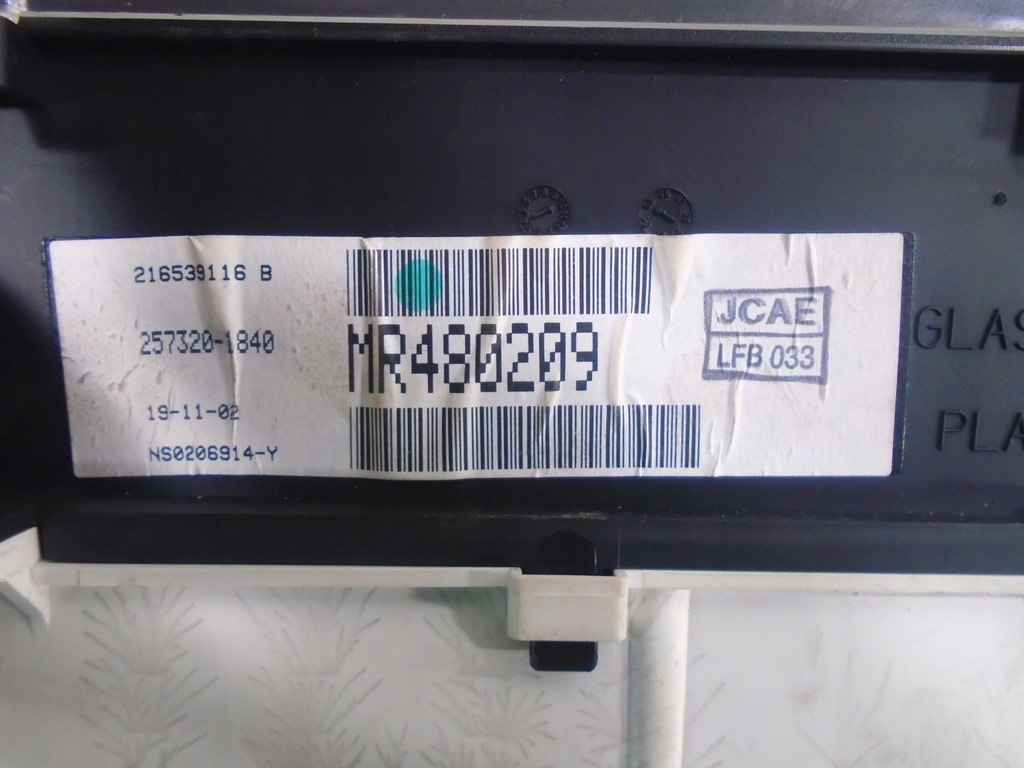 216539116 B
257320-1840
19-11-02
NS0206914-Y
MR480209
JCAE
LFB 033
GLAS
PLA